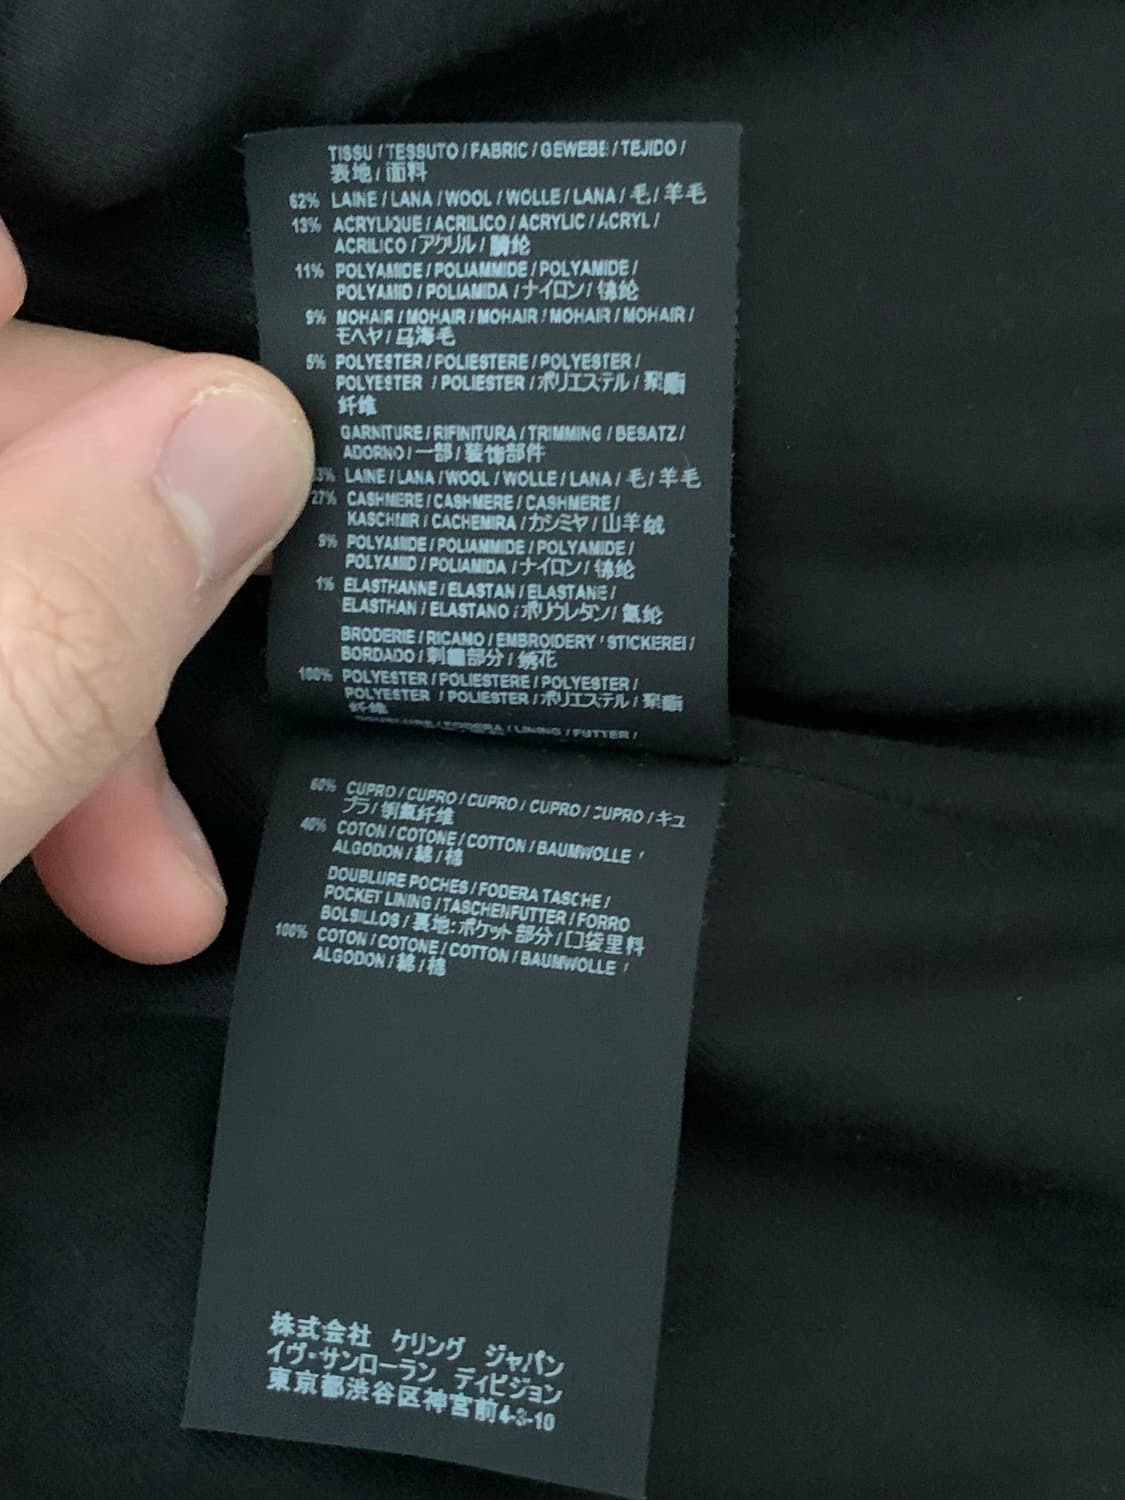 TISSU / TESSUTO / FABRIC / GEWEBE / TEJIDO /
表地 / 面料
62% LAINE / LANA / WOOL / WOLLE / LANA / 毛 / 羊毛
13% ACRYLIQUE / ACRILICO / ACRYLIC / ACRYL /
ACRILICO / アクリル / 腈纶
11% POLYAMIDE / POLIAMMIDE / POLYAMIDE /
POLYAMID / POLIAMIDA / ナイロン / 锦纶
9% MOHAIR / MOHAIR / MOHAIR / MOHAIR / MOHAIR /
モヘヤ / 马海毛
5% POLYESTER / POLIESTERE / POLYESTER /
POLYESTER / POLIESTER / ポリエステル / 聚酯
纤维
GARNITURE / RIFINITURA / TRIMMING / BESATZ /
ADORNO / 一部 / 装饰部件
3% LAINE / LANA / WOOL / WOLLE / LANA / 毛 / 羊毛
27% CASHMERE / CASHMERE / CASHMERE /
KASCHMIR / CACHEMIRA / カシミヤ / 山羊绒
9% POLYAMIDE / POLIAMMIDE / POLYAMIDE /
POLYAMID / POLIAMIDA / ナイロン / 锦纶
1% ELASTHANNE / ELASTAN / ELASTANE /
ELASTHAN / ELASTANO / ポリウレタン / 氨纶
BRODERIE / RICAMO / EMBROIDERY / STICKEREI /
BORDADO / 刺繍部分 / 绣花
100% POLYESTER / POLIESTERE / POLYESTER /
POLYESTER / POLIESTER / ポリエステル / 聚酯
纤维
DOUBLURE / FODERA / LINING / FUTTER /
60% CUPRO / CUPRO / CUPRO / CUPRO / CUPRO / キュ
プラ / 铜氨纤维
40% COTON / COTONE / COTTON / BAUMWOLLE /
ALGODON / 綿 / 棉
DOUBLURE POCHES / FODERA TASCHE /
POCKET LINING / TASCHENFUTTER / FORRO
BOLSILLOS / 裏地:ポケット部分 / 口袋里料
100% COTON / COTONE / COTTON / BAUMWOLLE /
ALGODON / 綿 / 棉
株式会社 ケリング ジャパン
イヴ・サンローラン ディビジョン
東京都渋谷区神宮前4-3-10